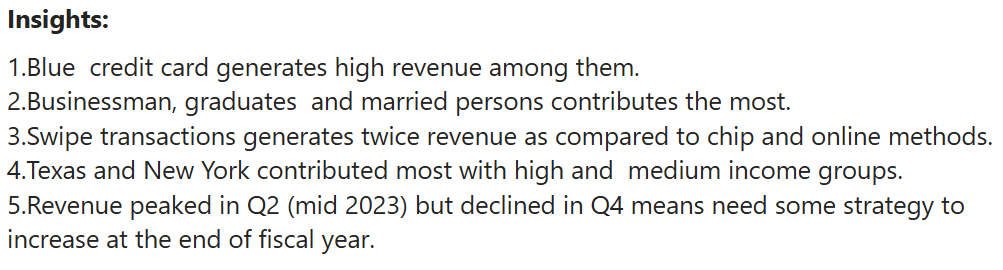 Insights:
1.Blue  credit card generates high revenue among them.
2.Businessman, graduates  and married persons contributes the most.
3.Swipe transactions generates twice revenue as compared to chip and online methods.
4.Texas and New York contributed most with high and  medium income groups.
5.Revenue peaked in Q2 (mid 2023) but declined in Q4 means need some strategy to
increase at the end of fiscal year.